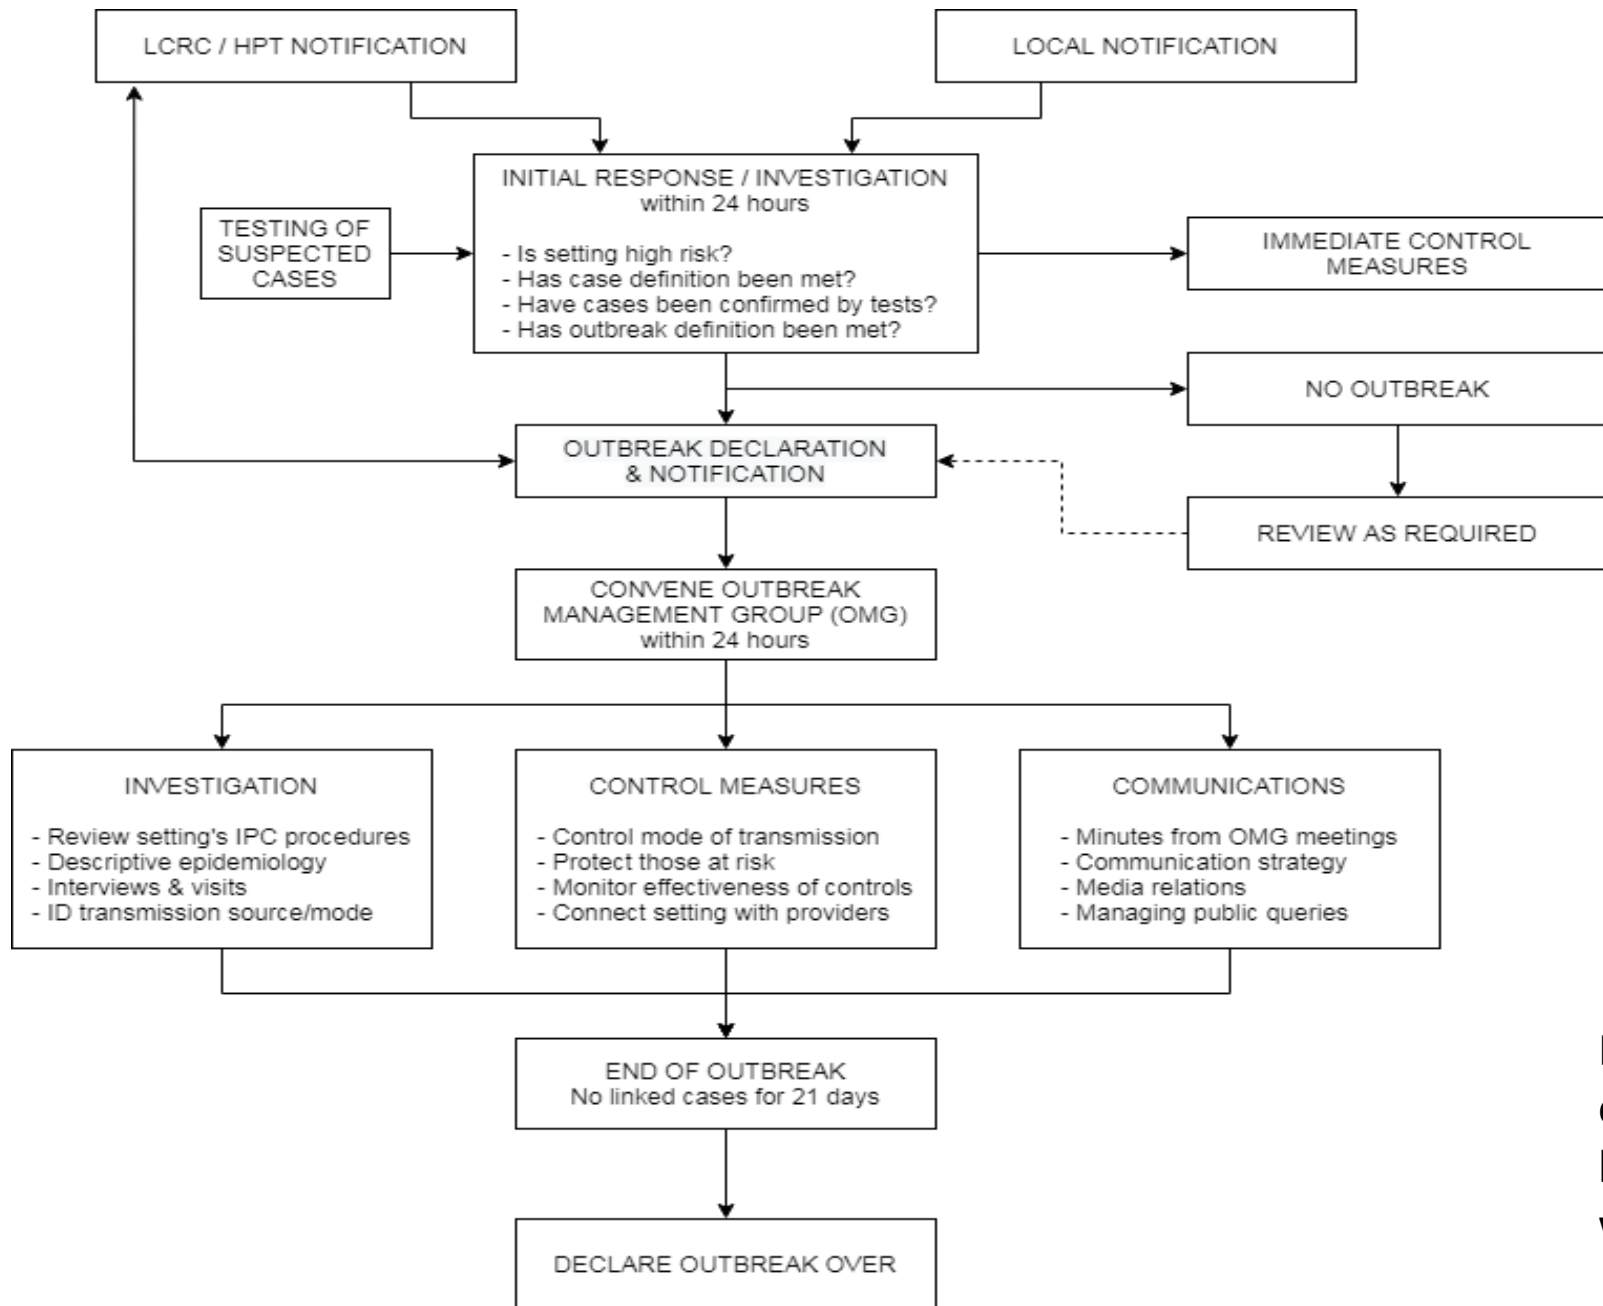 LCRC / HPT NOTIFICATION
LOCAL NOTIFICATION
INITIAL RESPONSE / INVESTIGATION
within 24 hours
- Is setting high risk?
- Has case definition been met?
- Have cases been confirmed by tests?
- Has outbreak definition been met?
TESTING OF
SUSPECTED
CASES
IMMEDIATE CONTROL
MEASURES
NO OUTBREAK
OUTBREAK DECLARATION
& NOTIFICATION
REVIEW AS REQUIRED
CONVENE OUTBREAK
MANAGEMENT GROUP (OMG)
within 24 hours
INVESTIGATION
- Review setting's IPC procedures
- Descriptive epidemiology
- Interviews & visits
- ID transmission source/mode
CONTROL MEASURES
- Control mode of transmission
- Protect those at risk
- Monitor effectiveness of controls
- Connect setting with providers
COMMUNICATIONS
- Minutes from OMG meetings
- Communication strategy
- Media relations
- Managing public queries
END OF OUTBREAK
No linked cases for 21 days
DECLARE OUTBREAK OVER